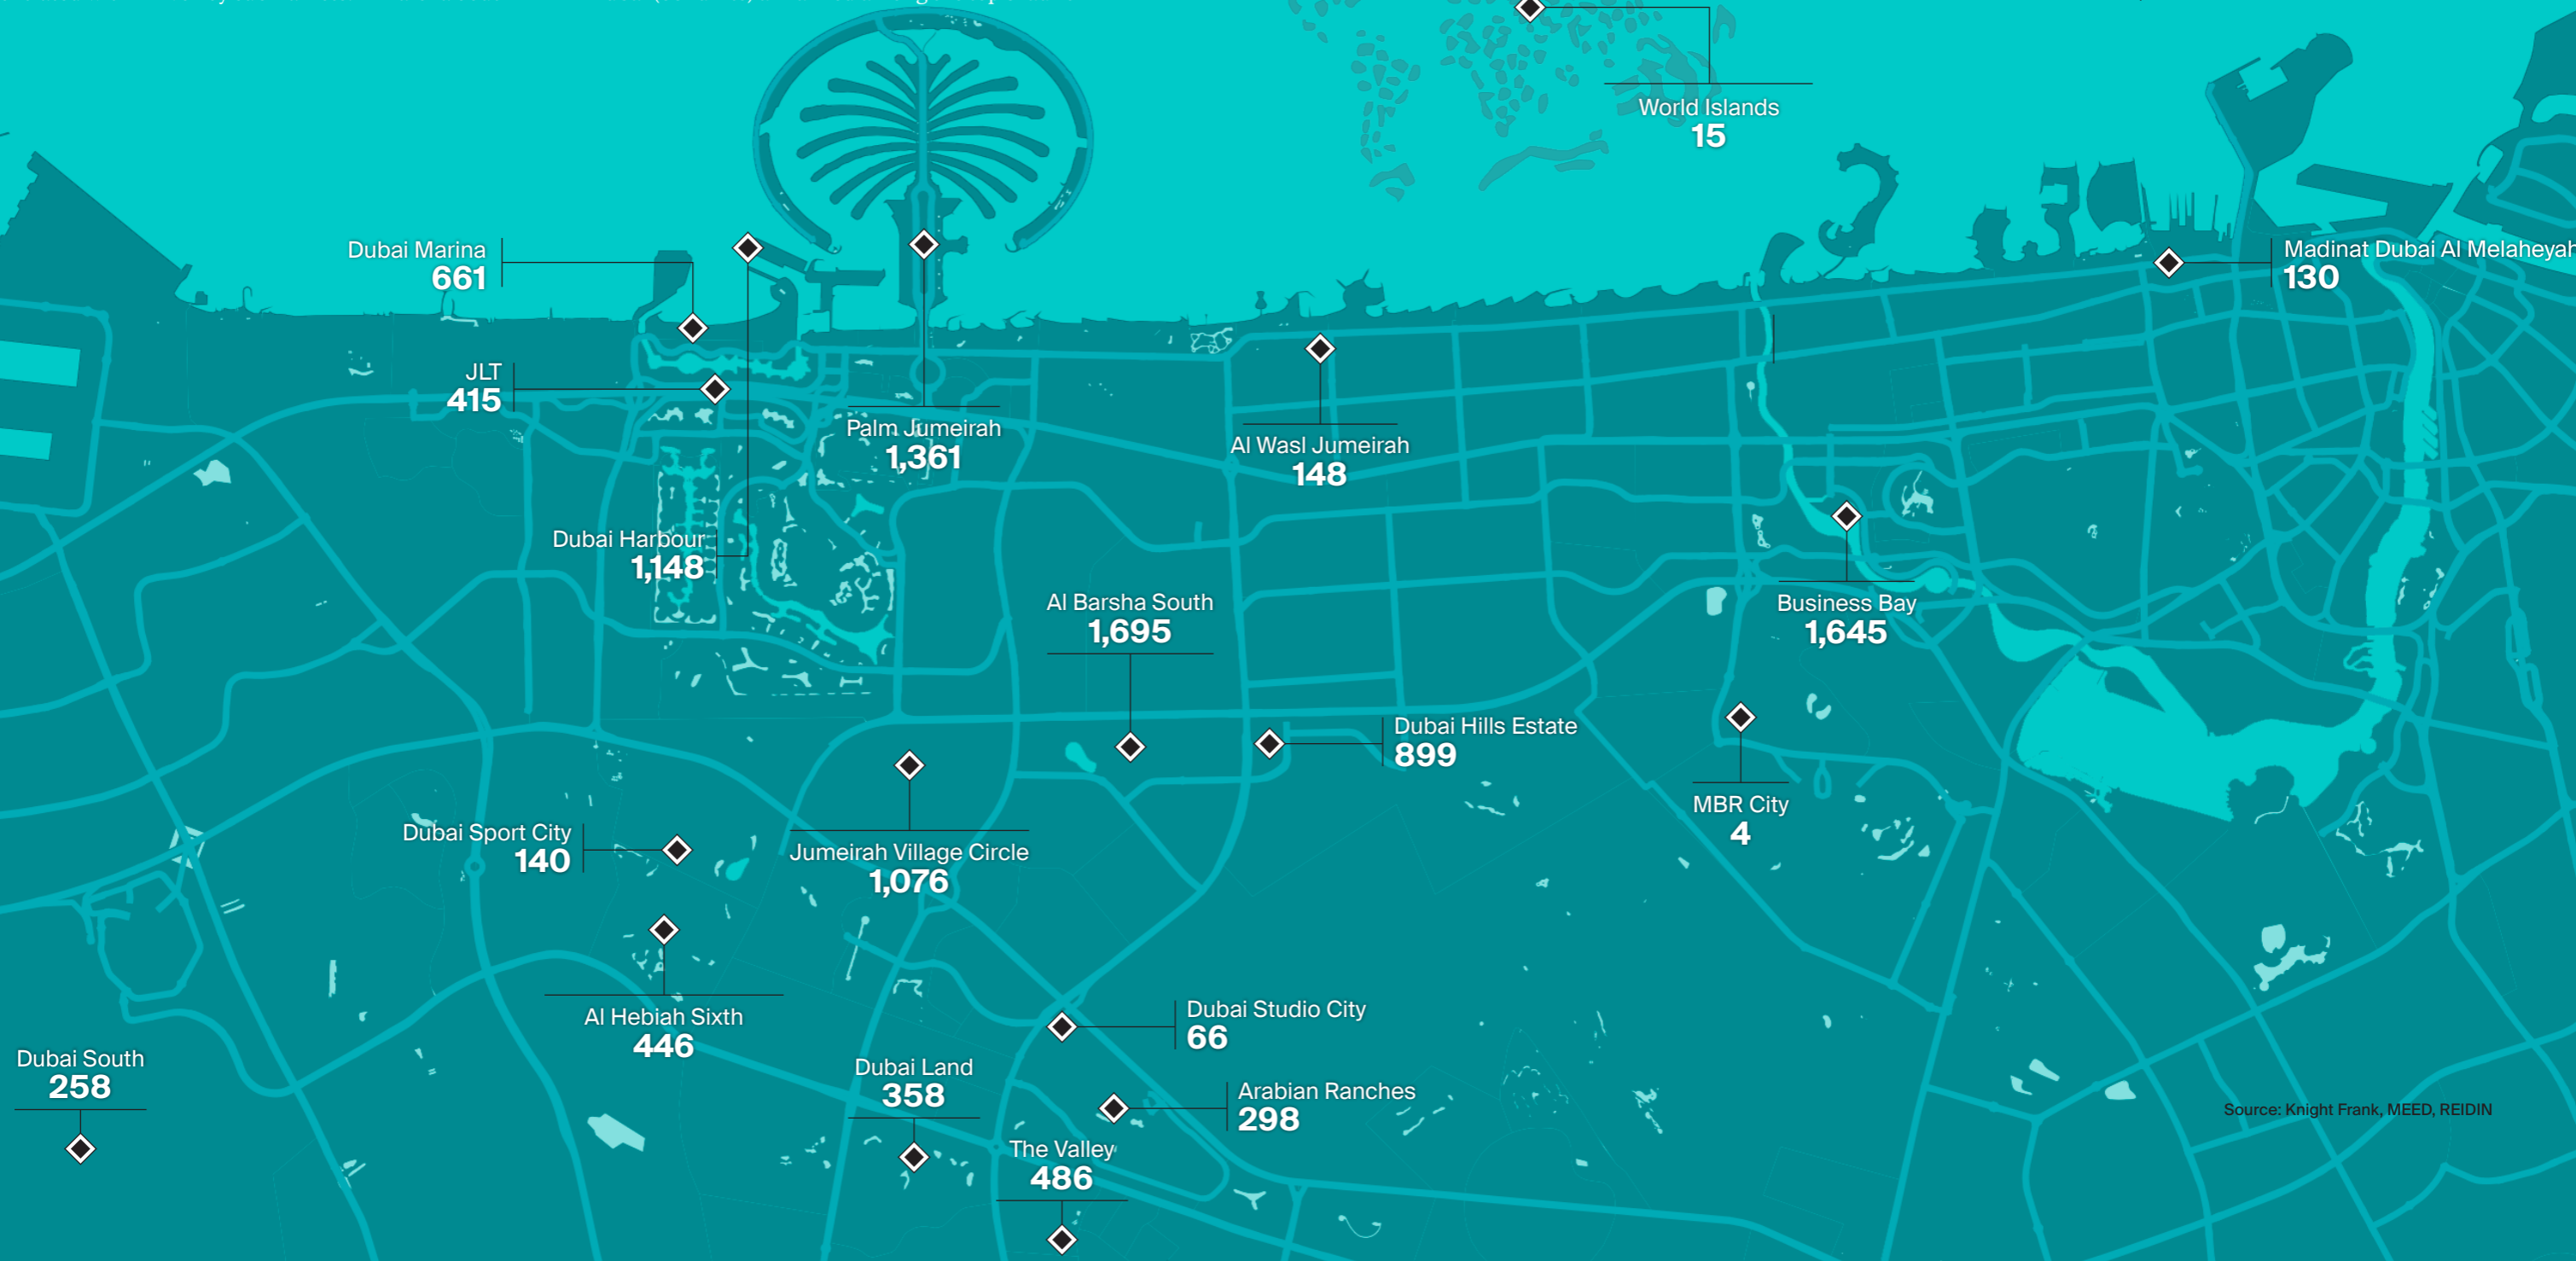 World Islands
15
Dubai Marina
661
Madinat Dubai Al Melaheyah
130
JLT
415
Palm Jumeirah
1,361
Al Wasl Jumeirah
148
Dubai Harbour
1,148
Al Barsha South
1,695
Business Bay
1,645
Dubai Hills Estate
899
MBR City
4
Dubai Sport City
140
Jumeirah Village Circle
1,076
Al Hebiah Sixth
446
Dubai Studio City
66
Dubai South
258
Dubai Land
358
Arabian Ranches
298
The Valley
486
Source: Knight Frank, MEED, REIDIN